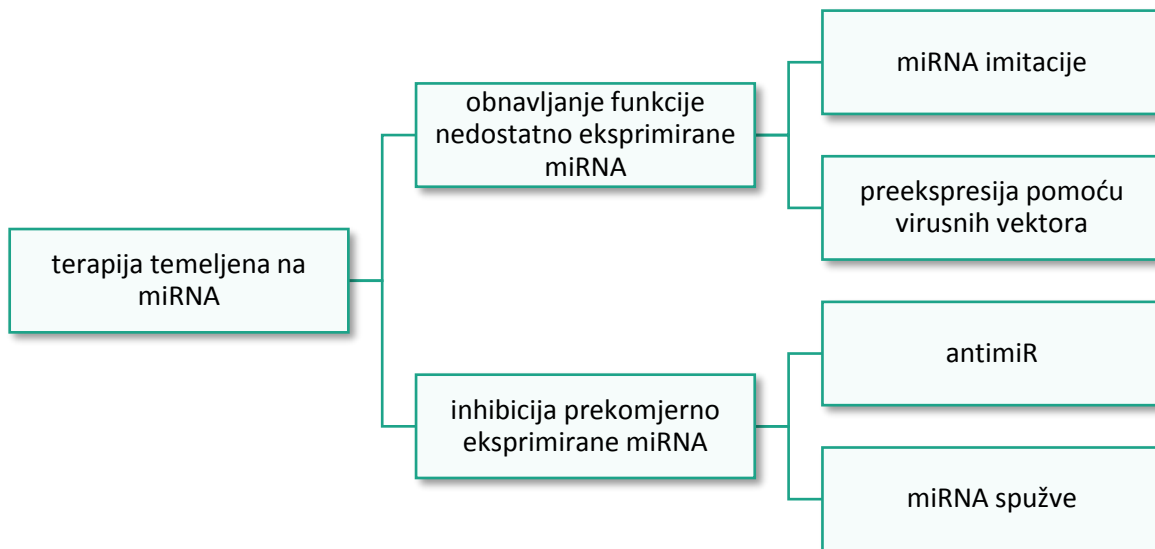 terapija temeljena na
miRNA
obnavljanje funkcije
nedostatno eksprimirane
miRNA
miRNA imitacije
preekspresija pomoću
virusnih vektora
inhibicija prekomjerno
eksprimirane miRNA
antimiR
miRNA spužve